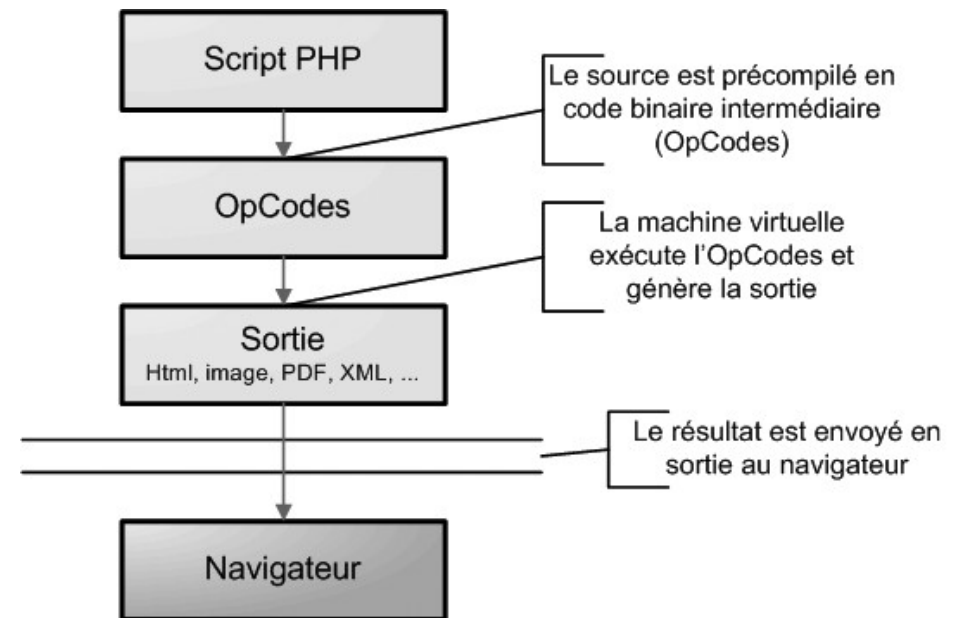 Script PHP
Le source est précompilé en
code binaire intermédiaire
(OpCodes)
OpCodes
La machine virtuelle
exécute l'OpCodes et
génère la sortie
Sortie
Html, image, PDF, XML, ...
Le résultat est envoyé en
sortie au navigateur
Navigateur